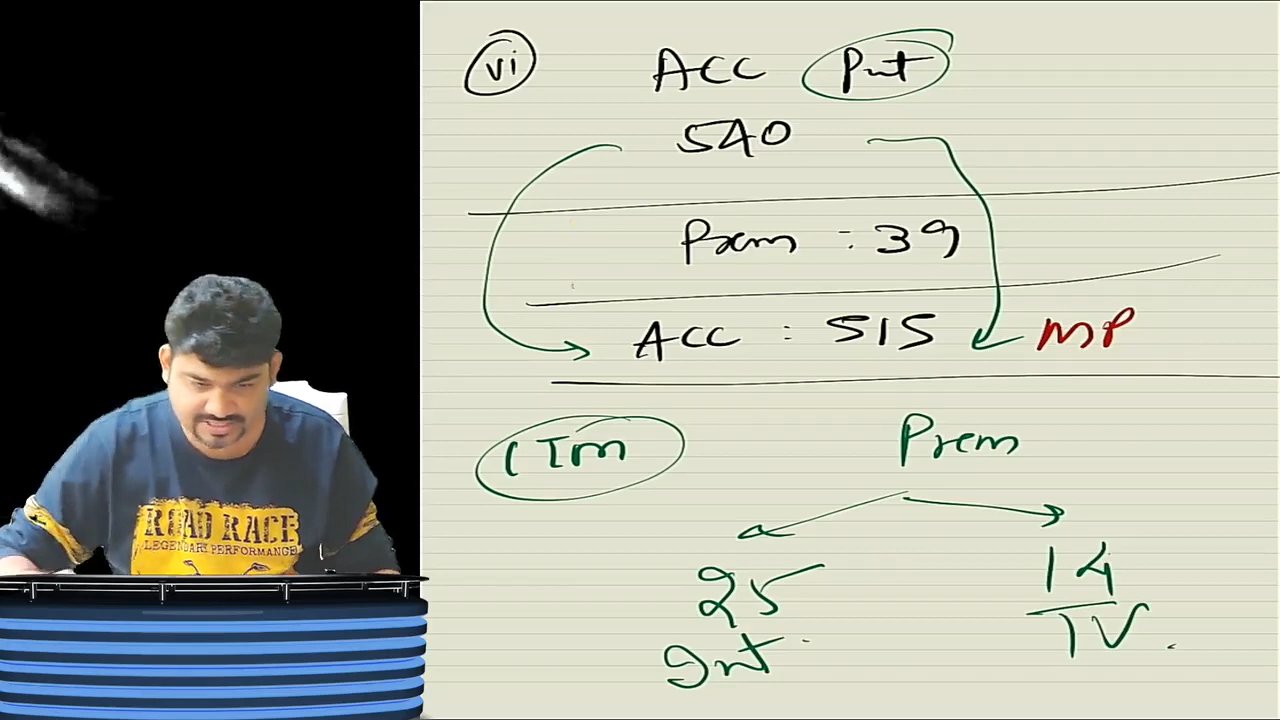 vi ACC Put
540
Prem : 39
ACC : 515 MP
ITM Prem
25 14
Int TV
ROAD RACE
LEGENDARY PERFORMANCE